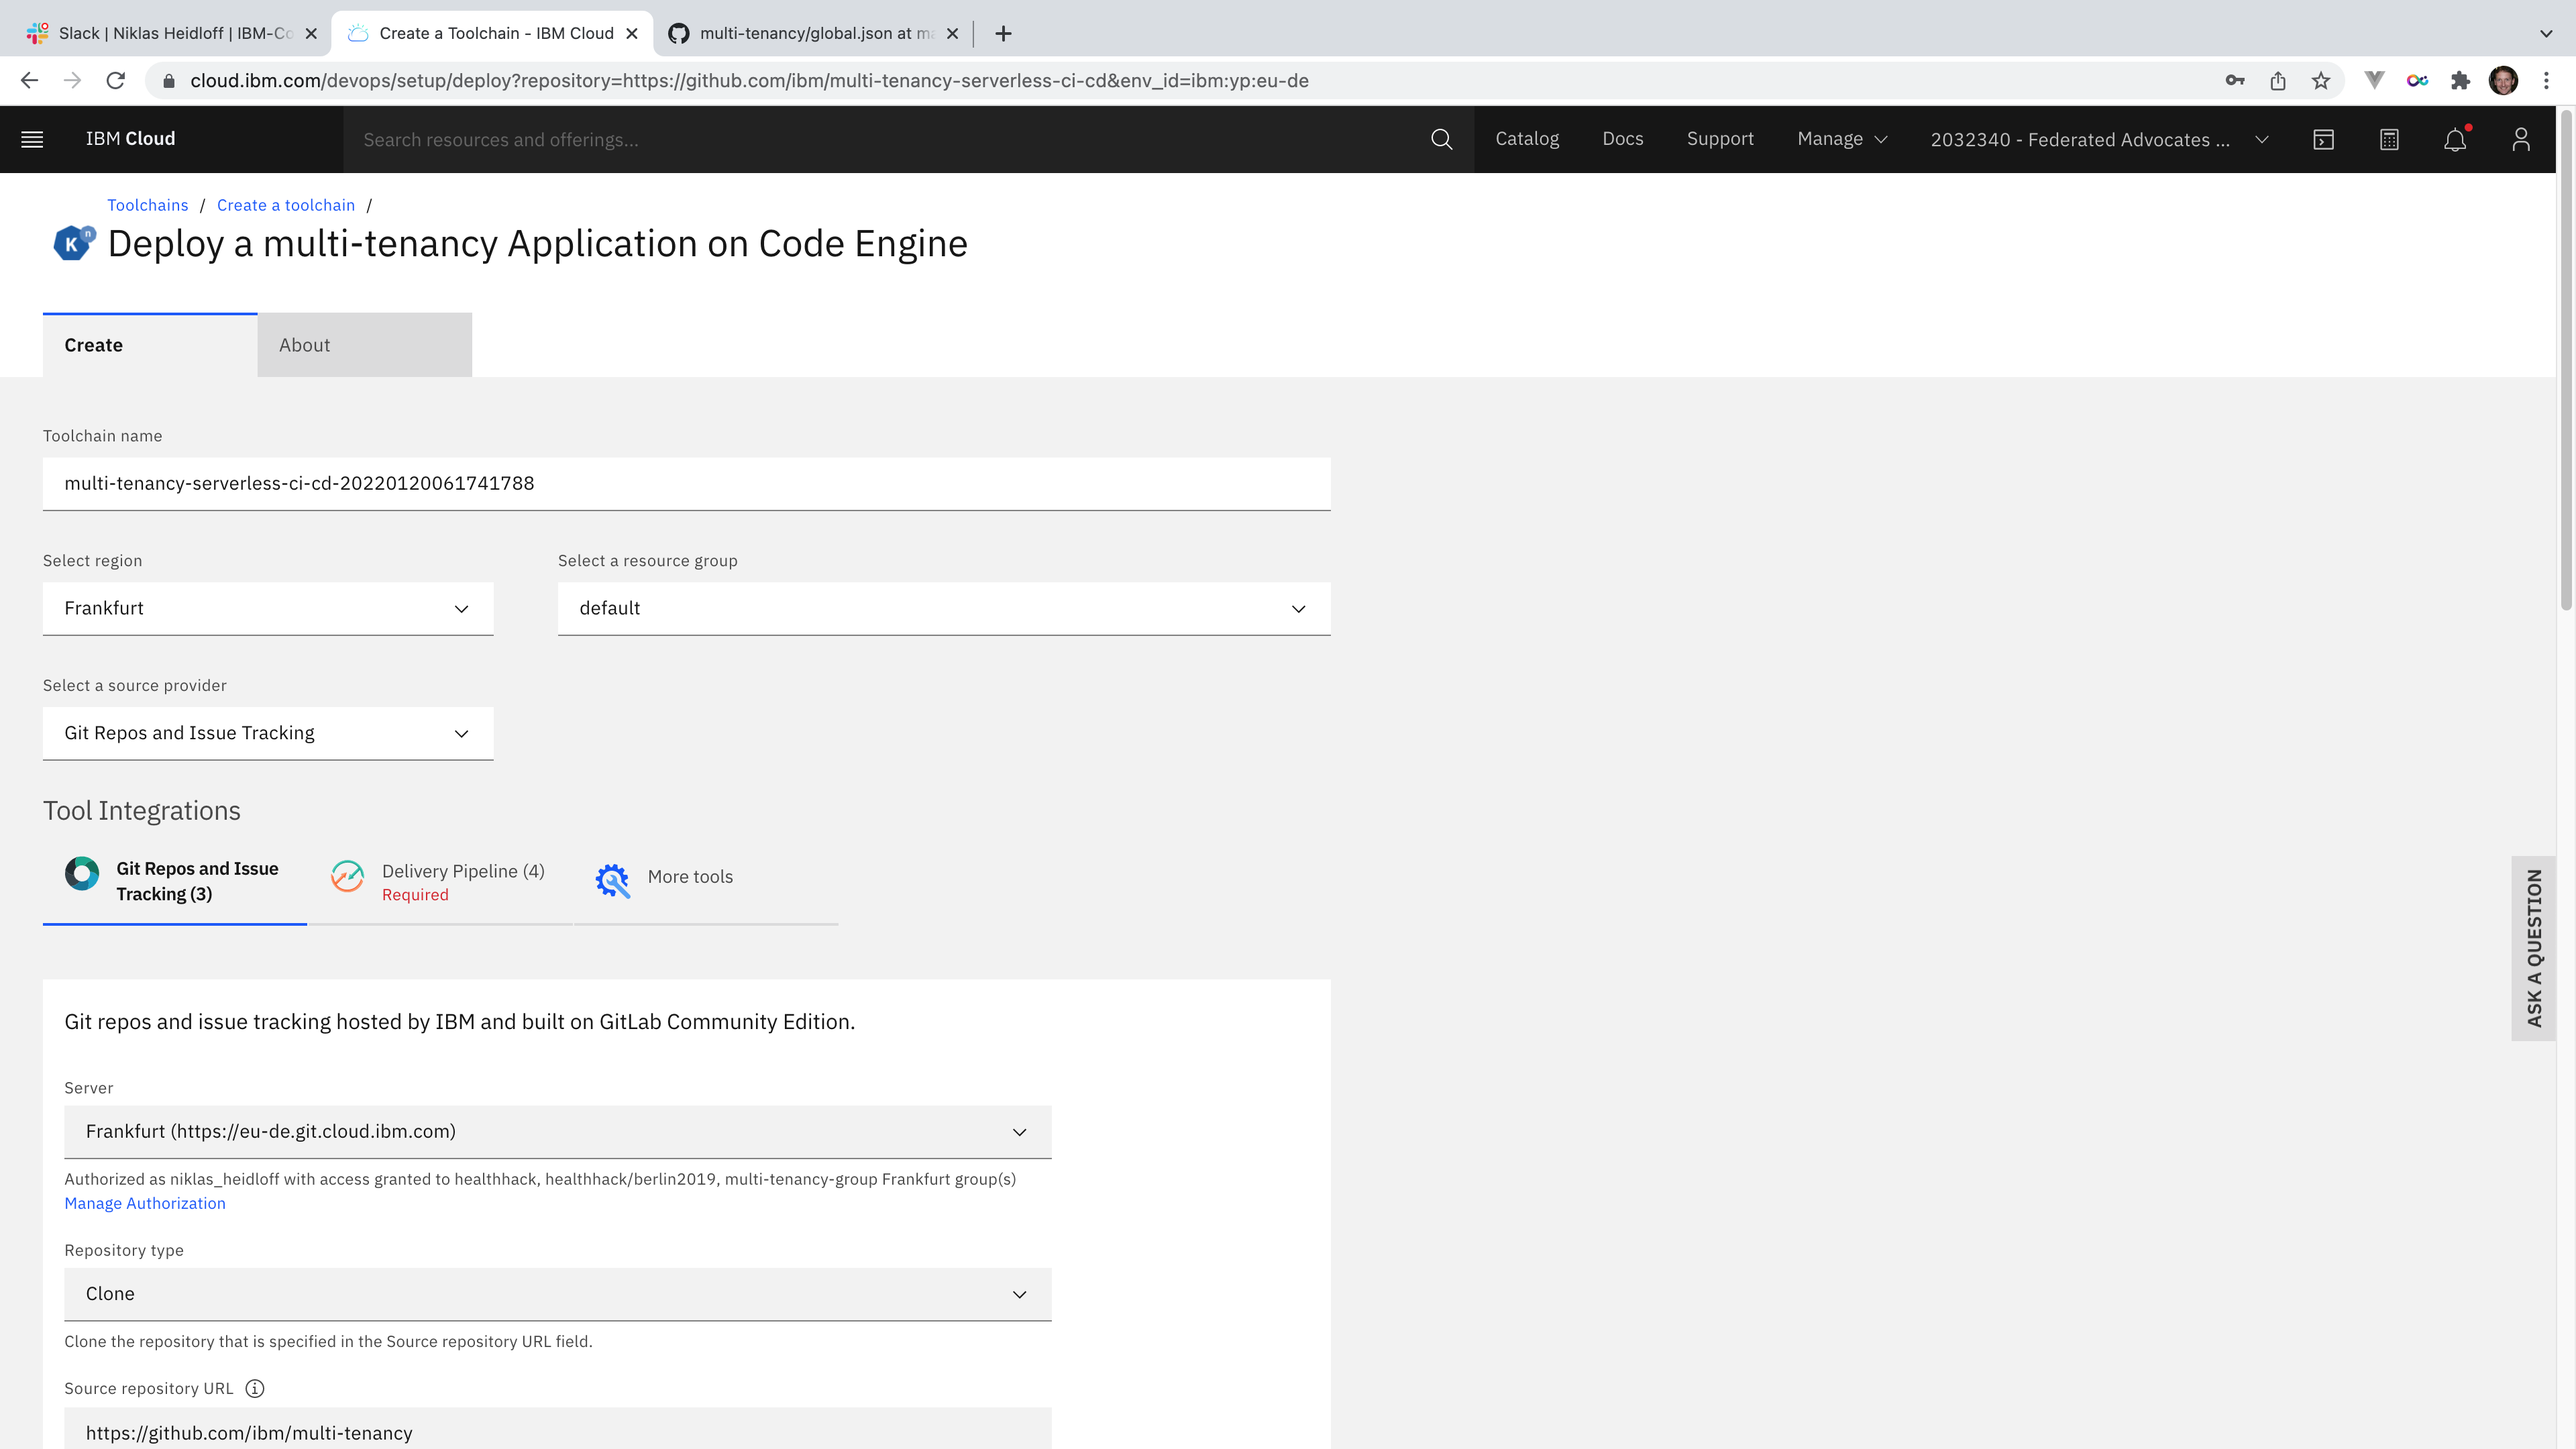 Slack | Niklas Heidloff | IBM-Co
Create a Toolchain - IBM Cloud
multi-tenancy/global.json at ma
cloud.ibm.com/devops/setup/deploy?repository=https://github.com/ibm/multi-tenancy-serverless-ci-cd&env_id=ibm:yp:eu-de
IBM Cloud
Search resources and offerings...
Catalog
Docs
Support
Manage
2032340 - Federated Advocates ...
Toolchains / Create a toolchain /
K n
Deploy a multi-tenancy Application on Code Engine
Create
About
Toolchain name
multi-tenancy-serverless-ci-cd-20220120061741788
Select region
Select a resource group
Frankfurt
default
Select a source provider
Git Repos and Issue Tracking
Tool Integrations
Git Repos and Issue
Tracking (3)
Delivery Pipeline (4)
Required
More tools
ASK A QUESTION
Git repos and issue tracking hosted by IBM and built on GitLab Community Edition.
Server
Frankfurt (https://eu-de.git.cloud.ibm.com)
Authorized as niklas_heidloff with access granted to healthhack, healthhack/berlin2019, multi-tenancy-group Frankfurt group(s)
Manage Authorization
Repository type
Clone
Clone the repository that is specified in the Source repository URL field.
Source repository URL
https://github.com/ibm/multi-tenancy